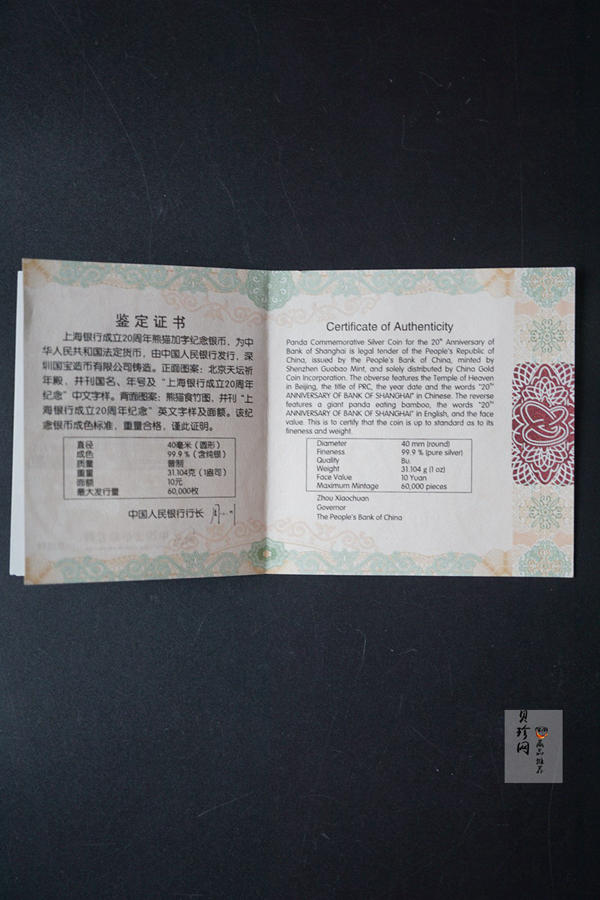 鉴定证书
上海银行成立20周年熊猫加字纪念银币，为中
华人民共和国法定货币，由中国人民银行发行，深
圳国宝造币有限公司铸造。正面图案：北京天坛祈
年殿，并刊国名、年号及“上海银行成立20周年
纪念”中文字样。背面图案：熊猫食竹图，并刊“上
海银行成立20周年纪念”英文字样及面额。该纪
念银币成色标准，重量合格，谨此证明。
直径 40毫米（圆形）
成色 99.9％（含纯银）
质量 普制
重量 31.104克（1盎司）
面额 10元
最大发行量 60,000枚
中国人民银行行长
Certificate of Authenticity
Panda Commemorative Silver Coin for the 20th Anniversary of
Bank of Shanghai is legal tender of the People's Republic of
China, issued by the People's Bank of China, minted by
Shenzhen Guobao Mint, and solely distributed by China Gold
Coin Incorporation. The obverse features the Temple of Heaven
in Beijing, the title of PRC, the year date and the words "20th
ANNIVERSARY OF BANK OF SHANGHAI" in Chinese. The reverse
features a giant panda eating bamboo, the words "20th
ANNIVERSARY OF BANK OF SHANGHAI" in English, and the face
value. This is to certify that the coin is up to standard as to its
fineness and weight.
Diameter 40 mm (round)
Fineness 99.9 % (pure silver)
Quality Bu.
Weight 31.104 g (1 oz)
Face Value 10 Yuan
Maximum Mintage 60,000 pieces
Zhou Xiaochuan
Governor
The People's Bank of China
贝珍网
藏品推荐